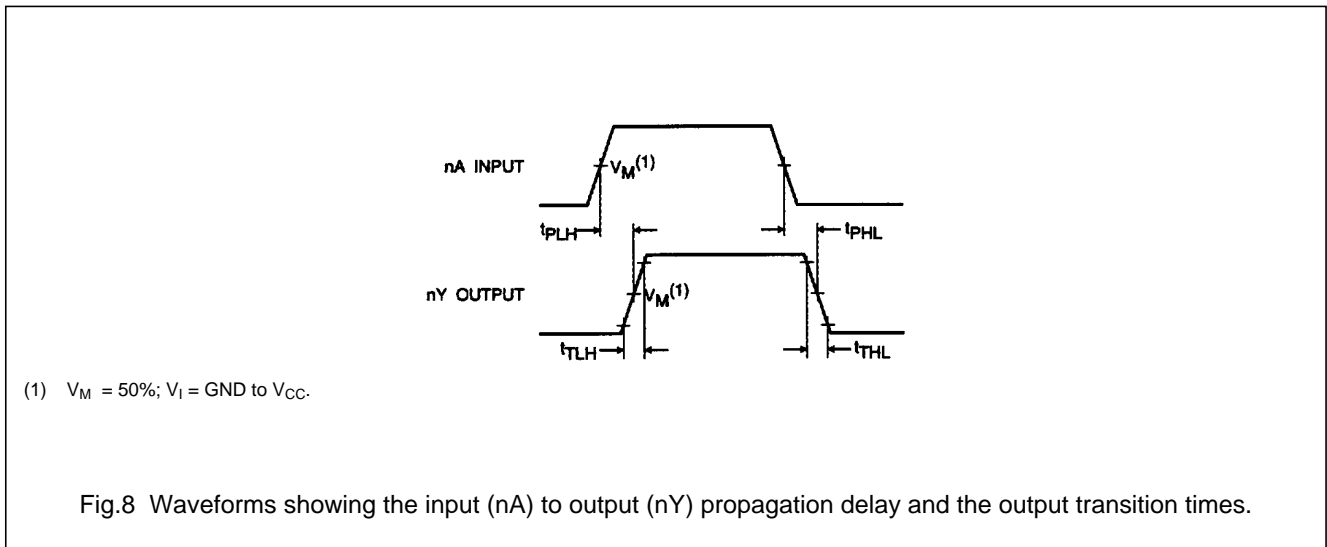 nA INPUT
VM(1)
tPLH
tPHL
nY OUTPUT
VM(1)
tTLH
tTHL
(1) VM = 50%; VI = GND to VCC.
Fig.8 Waveforms showing the input (nA) to output (nY) propagation delay and the output transition times.